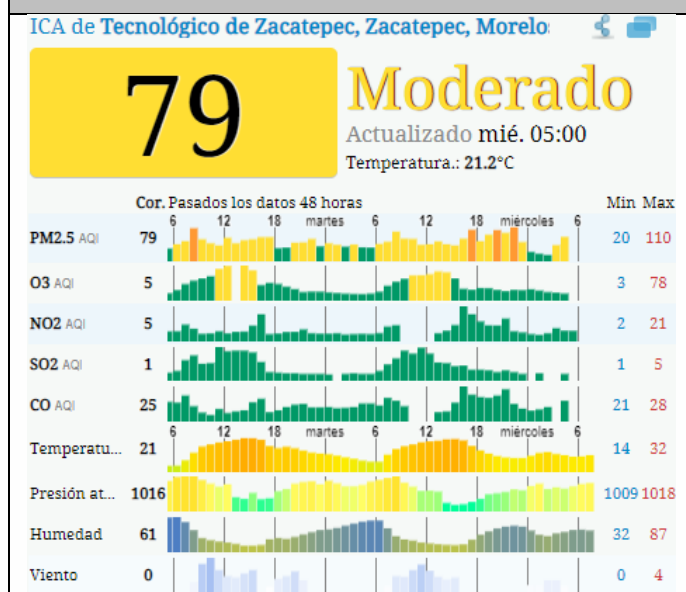 ICA de Tecnológico de Zacatepec, Zacatepec, Morelo
79
Moderado
Actualizado mié. 05:00
Temperatura.: 21.2°C
Cor. Pasados los datos 48 horas Min Max
6 12 18 martes 6 12 18 miércoles 6
PM2.5 AQI 79 20 110
O3 AQI 5 3 78
NO2 AQI 5 2 21
SO2 AQI 1 1 5
CO AQI 25 21 28
6 12 18 martes 6 12 18 miércoles 6
Temperatu... 21 14 32
Presión at... 1016 1009 1018
Humedad 61 32 87
Viento 0 0 4